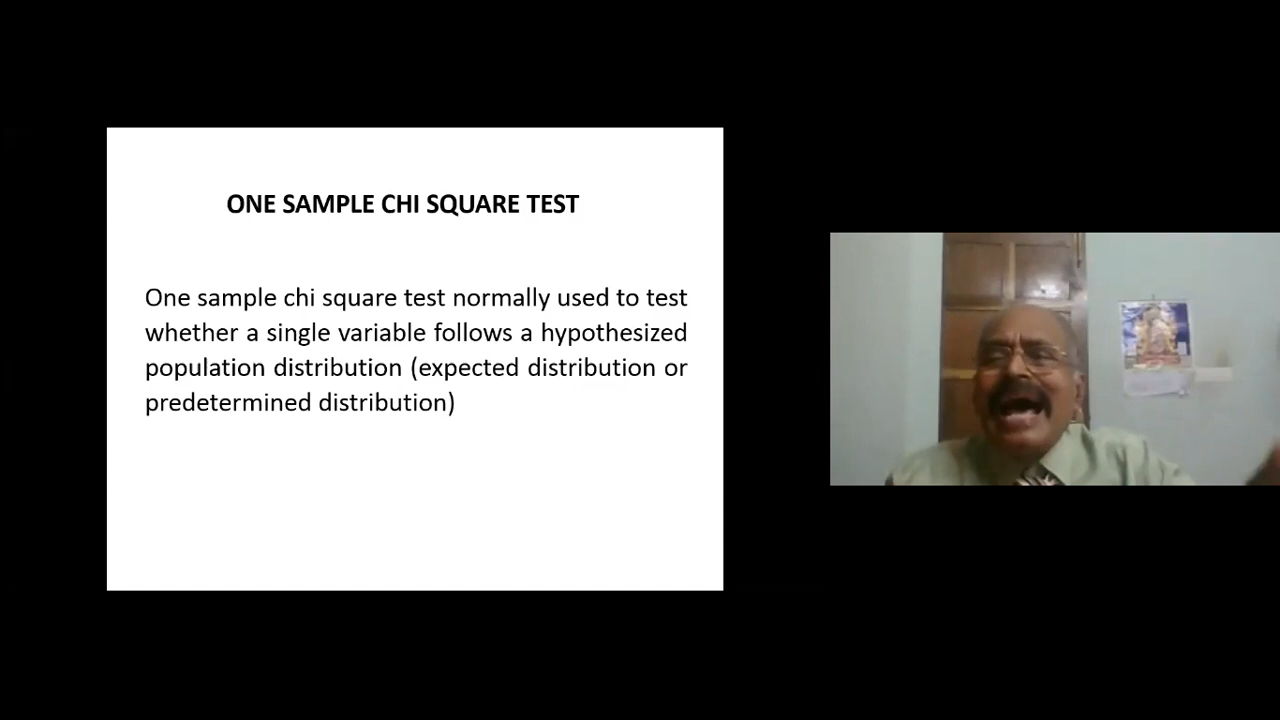 ONE SAMPLE CHI SQUARE TEST
One sample chi square test normally used to test
whether a single variable follows a hypothesized
population distribution (expected distribution or
predetermined distribution)